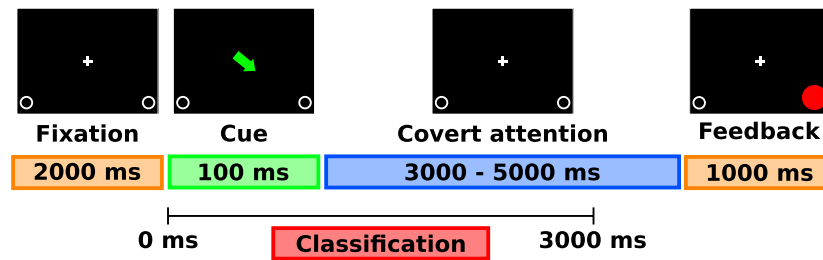 Fixation
Cue
Covert attention
Feedback
2000 ms
100 ms
3000 - 5000 ms
1000 ms
0 ms
Classification
3000 ms